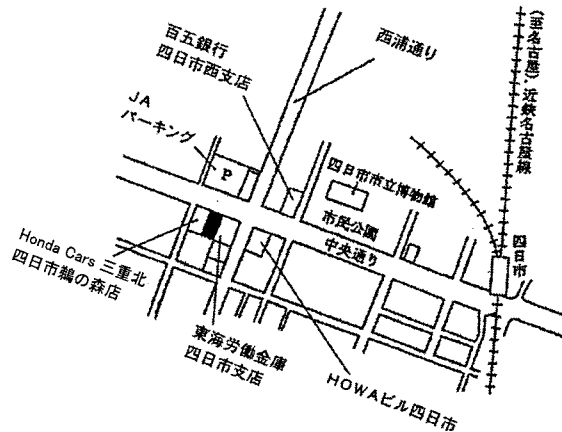 百五銀行
四日市西支店
西浦通り
(至名古屋)、近鉄名古屋線
JA
パーキング
P
四日市市立博物館
市民公園
中央通り
四日市
Honda Cars 三重北
四日市鵜の森店
東海労働金庫
四日市支店
HOWAビル四日市